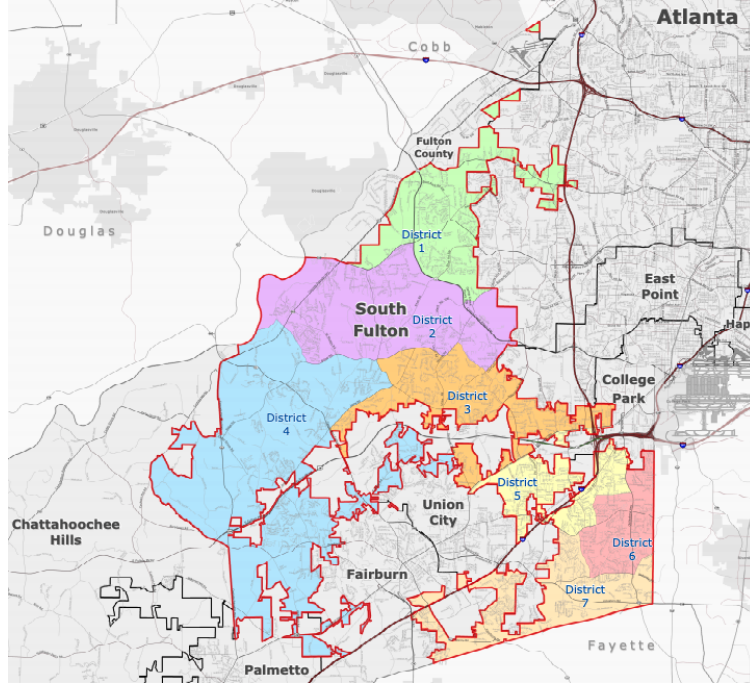 Atlanta
Cobb
Fulton
County
Douglas
District
1
East
Point
South
Fulton
District
2
Hap
College
Park
District
3
District
4
District
5
Union
City
Chattahoochee
Hills
District
6
Fairburn
District
7
Fayette
Palmetto